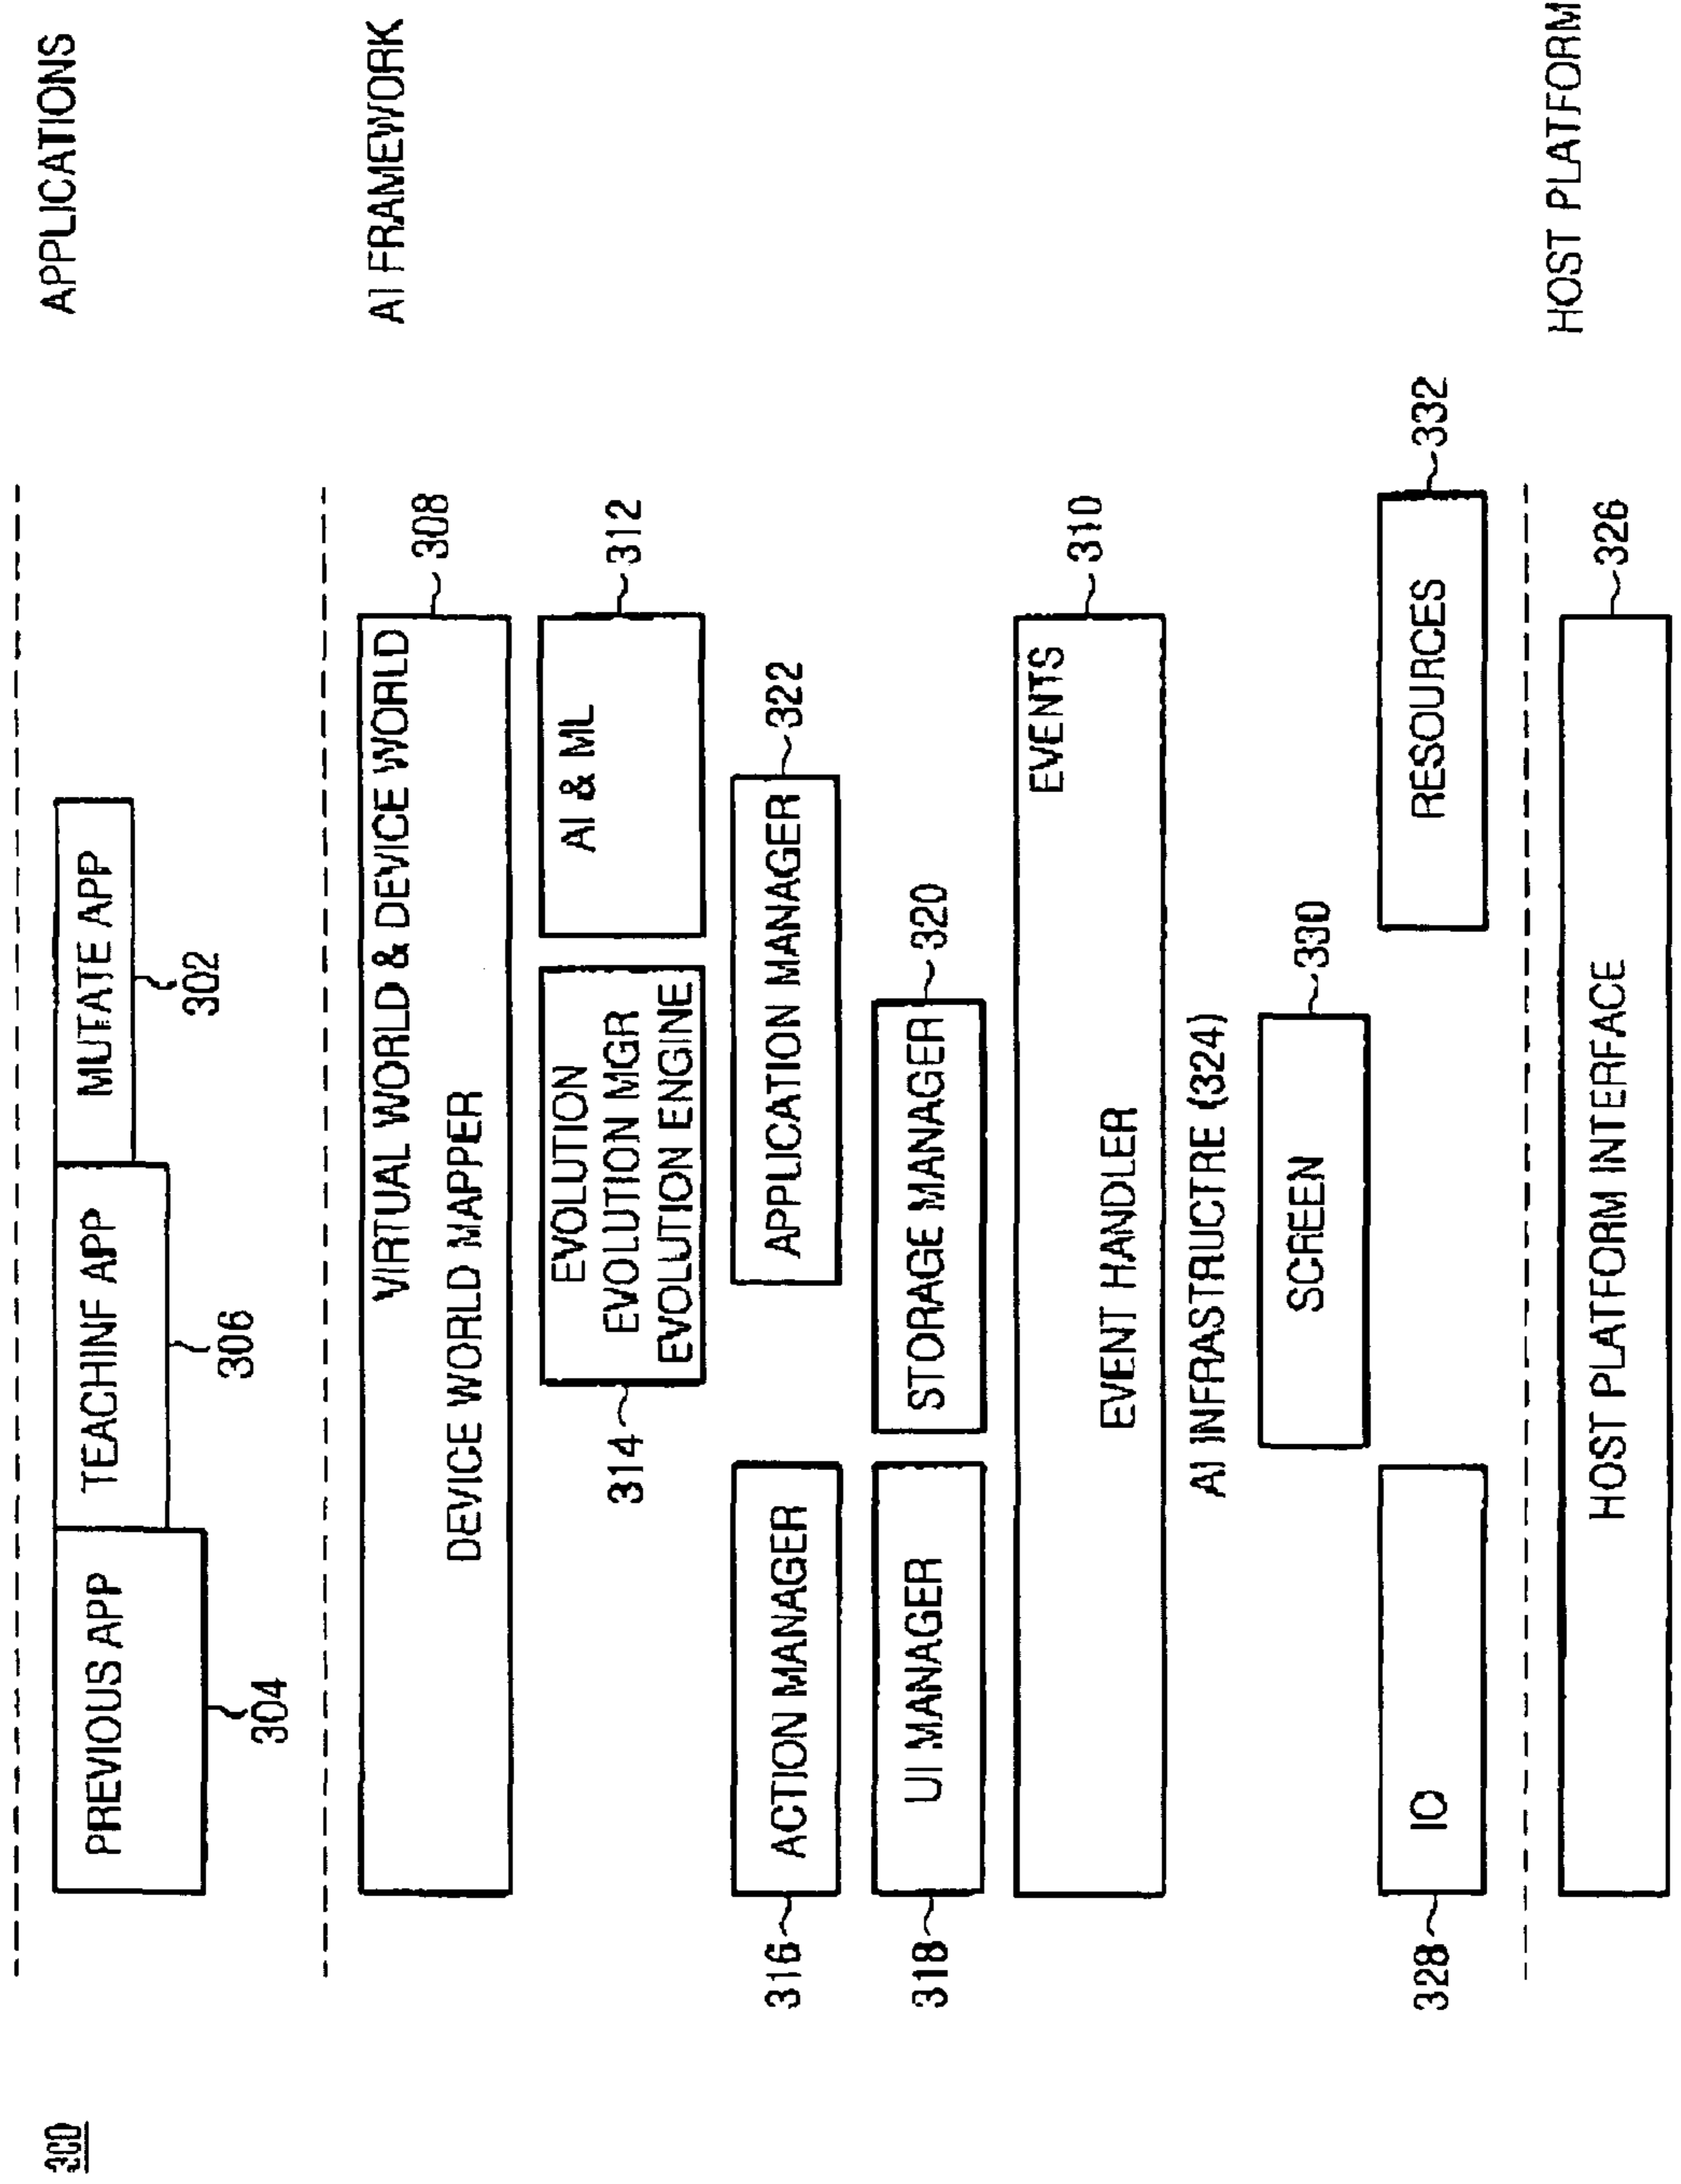 300
APPLICATIONS
PREVIOUS APP
TEACHINF APP
MUTATE APP
302
306
304
AI FRAMEWORK
VIRTUAL WORLD & DEVICE WORLD
308
DEVICE WORLD MAPPER
314
EVOLUTION
EVOLUTION MGR
EVOLUTION ENGINE
AI & ML
312
316
ACTION MANAGER
APPLICATION MANAGER
322
318
UI MANAGER
STORAGE MANAGER
320
EVENTS
310
EVENT HANDLER
AI INFRASTRUCTRE (324)
SCREEN
330
328
IO
RESOURCES
332
HOST PLATFORM
HOST PLATFORM INTERFACE
326